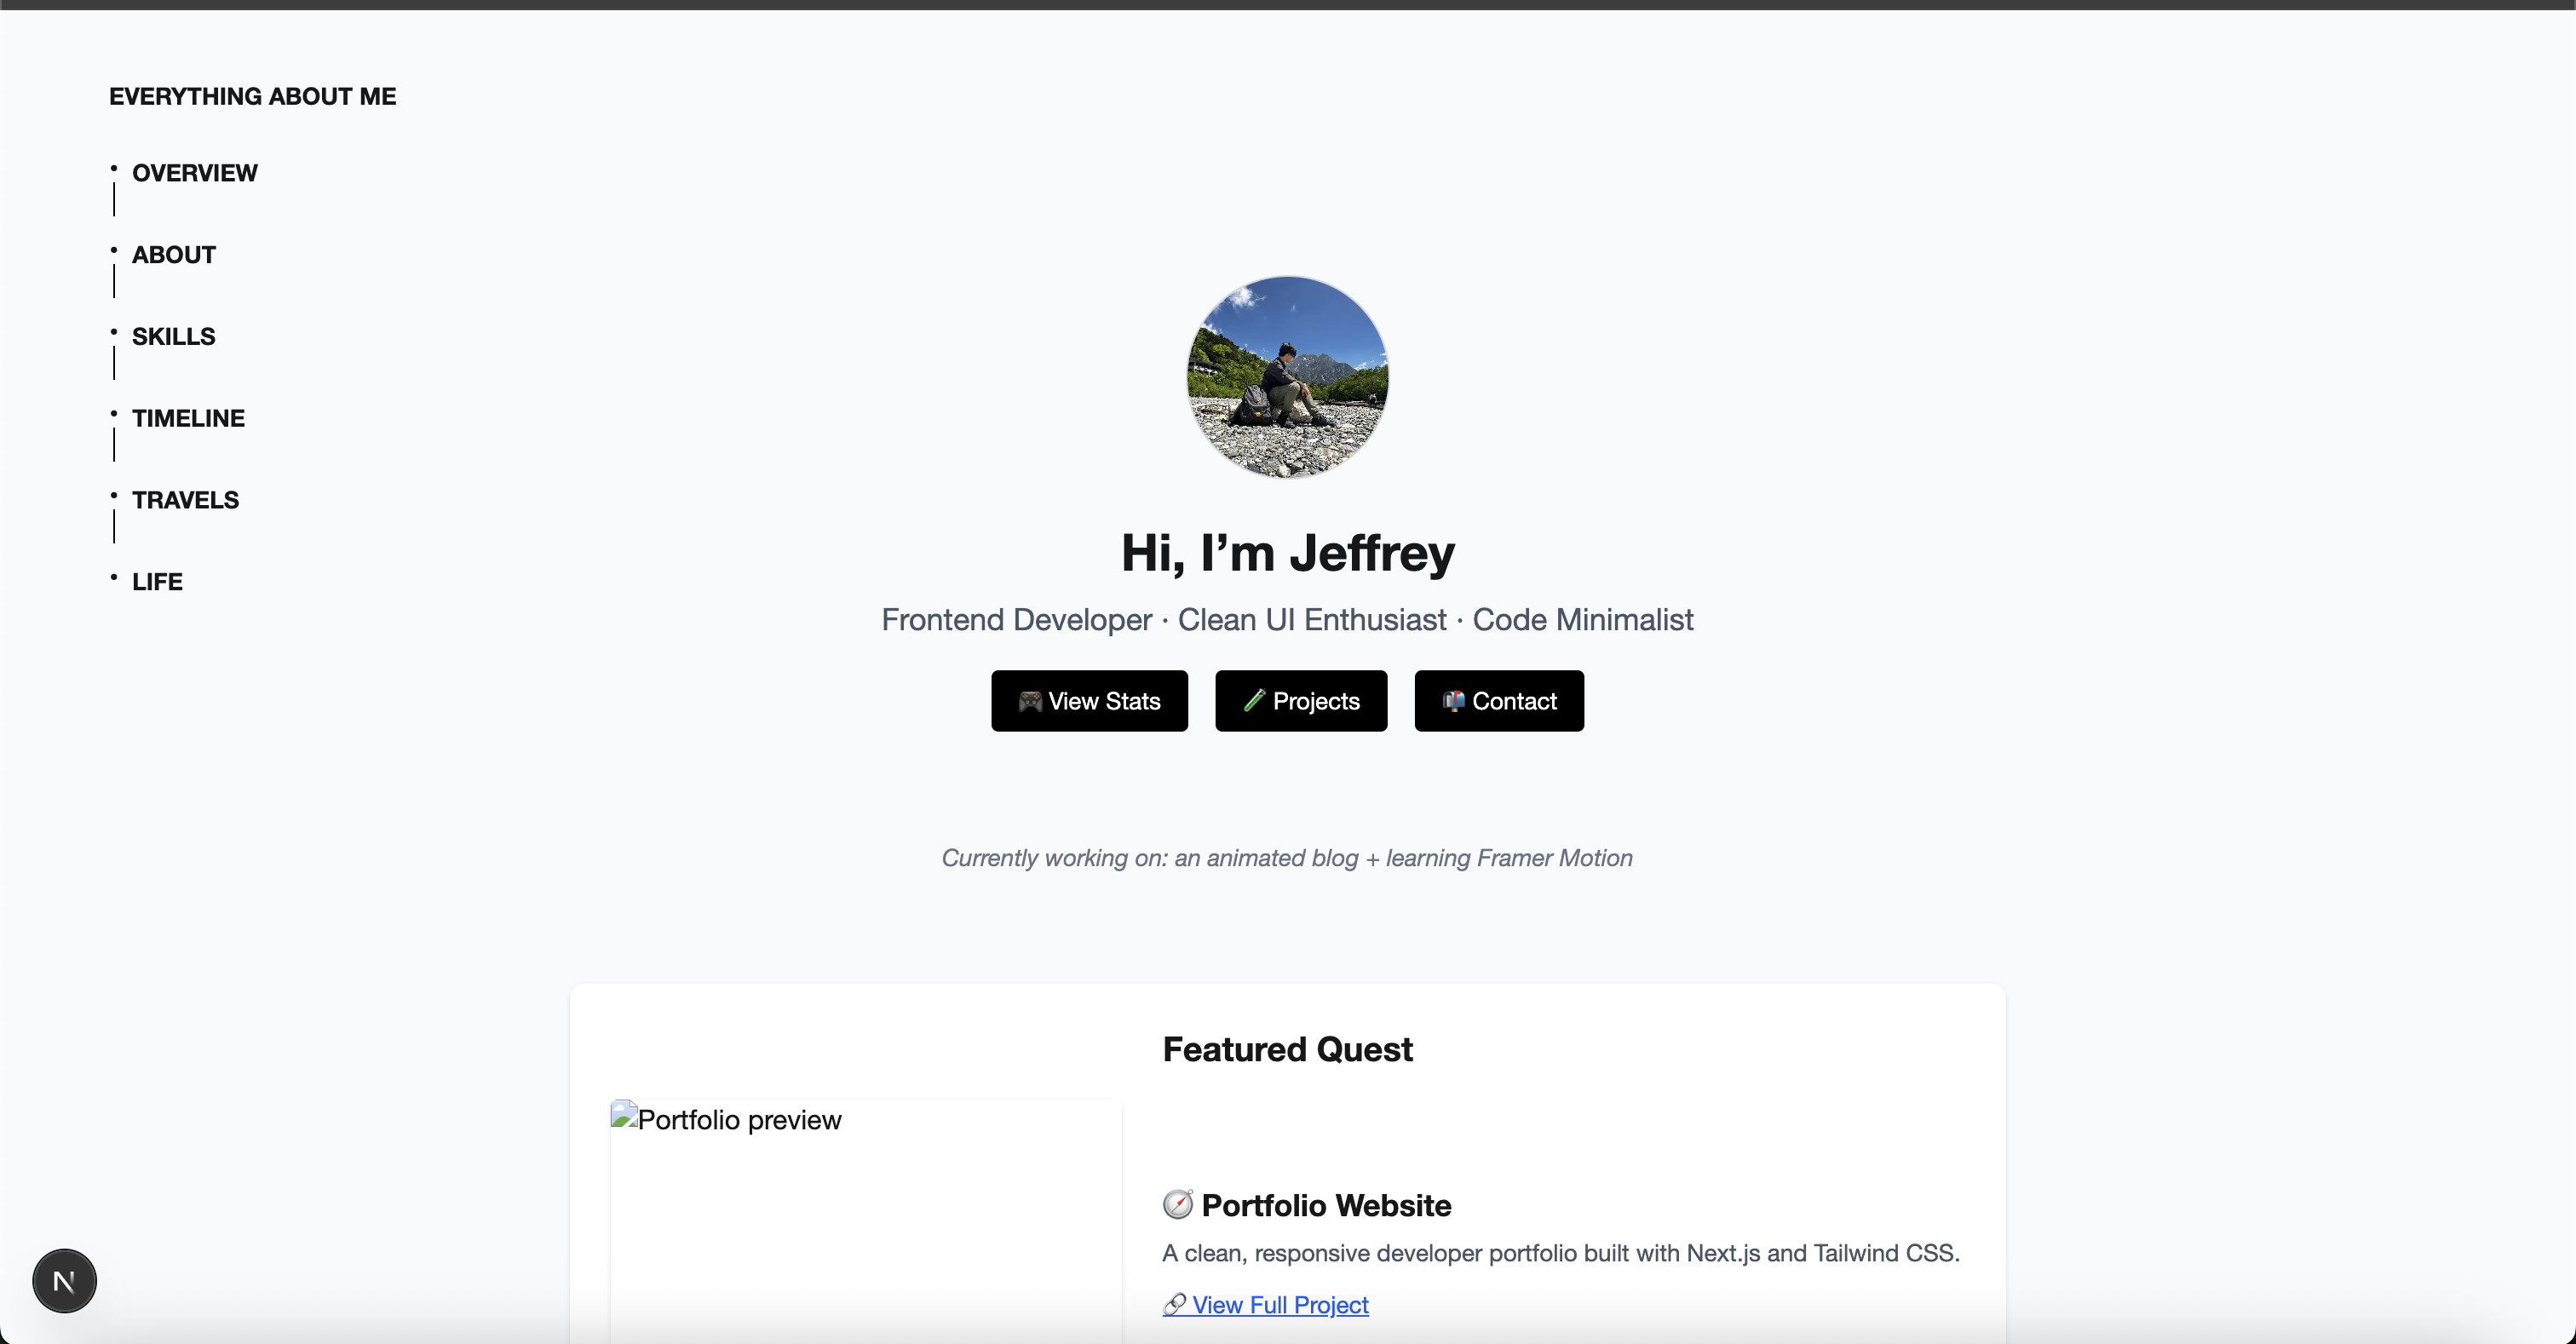 EVERYTHING ABOUT ME
• OVERVIEW
• ABOUT
• SKILLS
• TIMELINE
• TRAVELS
• LIFE
Hi, I’m Jeffrey
Frontend Developer · Clean UI Enthusiast · Code Minimalist
🎮 View Stats
🧪 Projects
📬 Contact
Currently working on: an animated blog + learning Framer Motion
Featured Quest
Portfolio preview
🧭 Portfolio Website
A clean, responsive developer portfolio built with Next.js and Tailwind CSS.
🔗 View Full Project
N